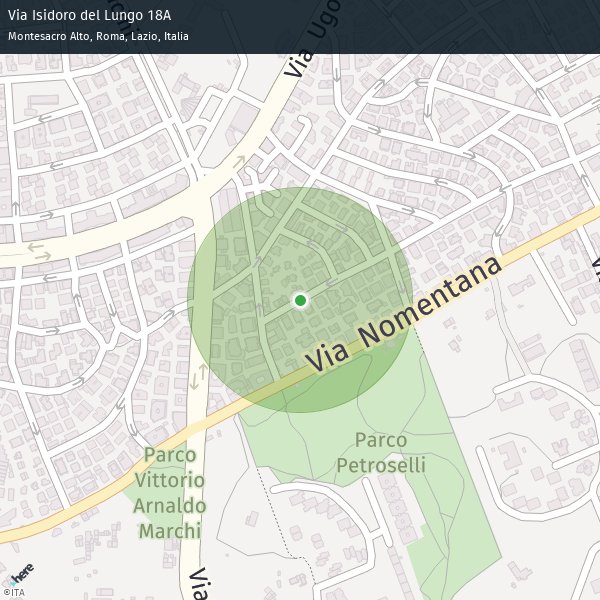 Via Isidoro del Lungo 18A
Montesacro Alto, Roma, Lazio, Italia
Via Ugo
Via Nomentana
Parco
Petroselli
Parco
Vittorio
Arnaldo
Marchi
Via
here
©ITA